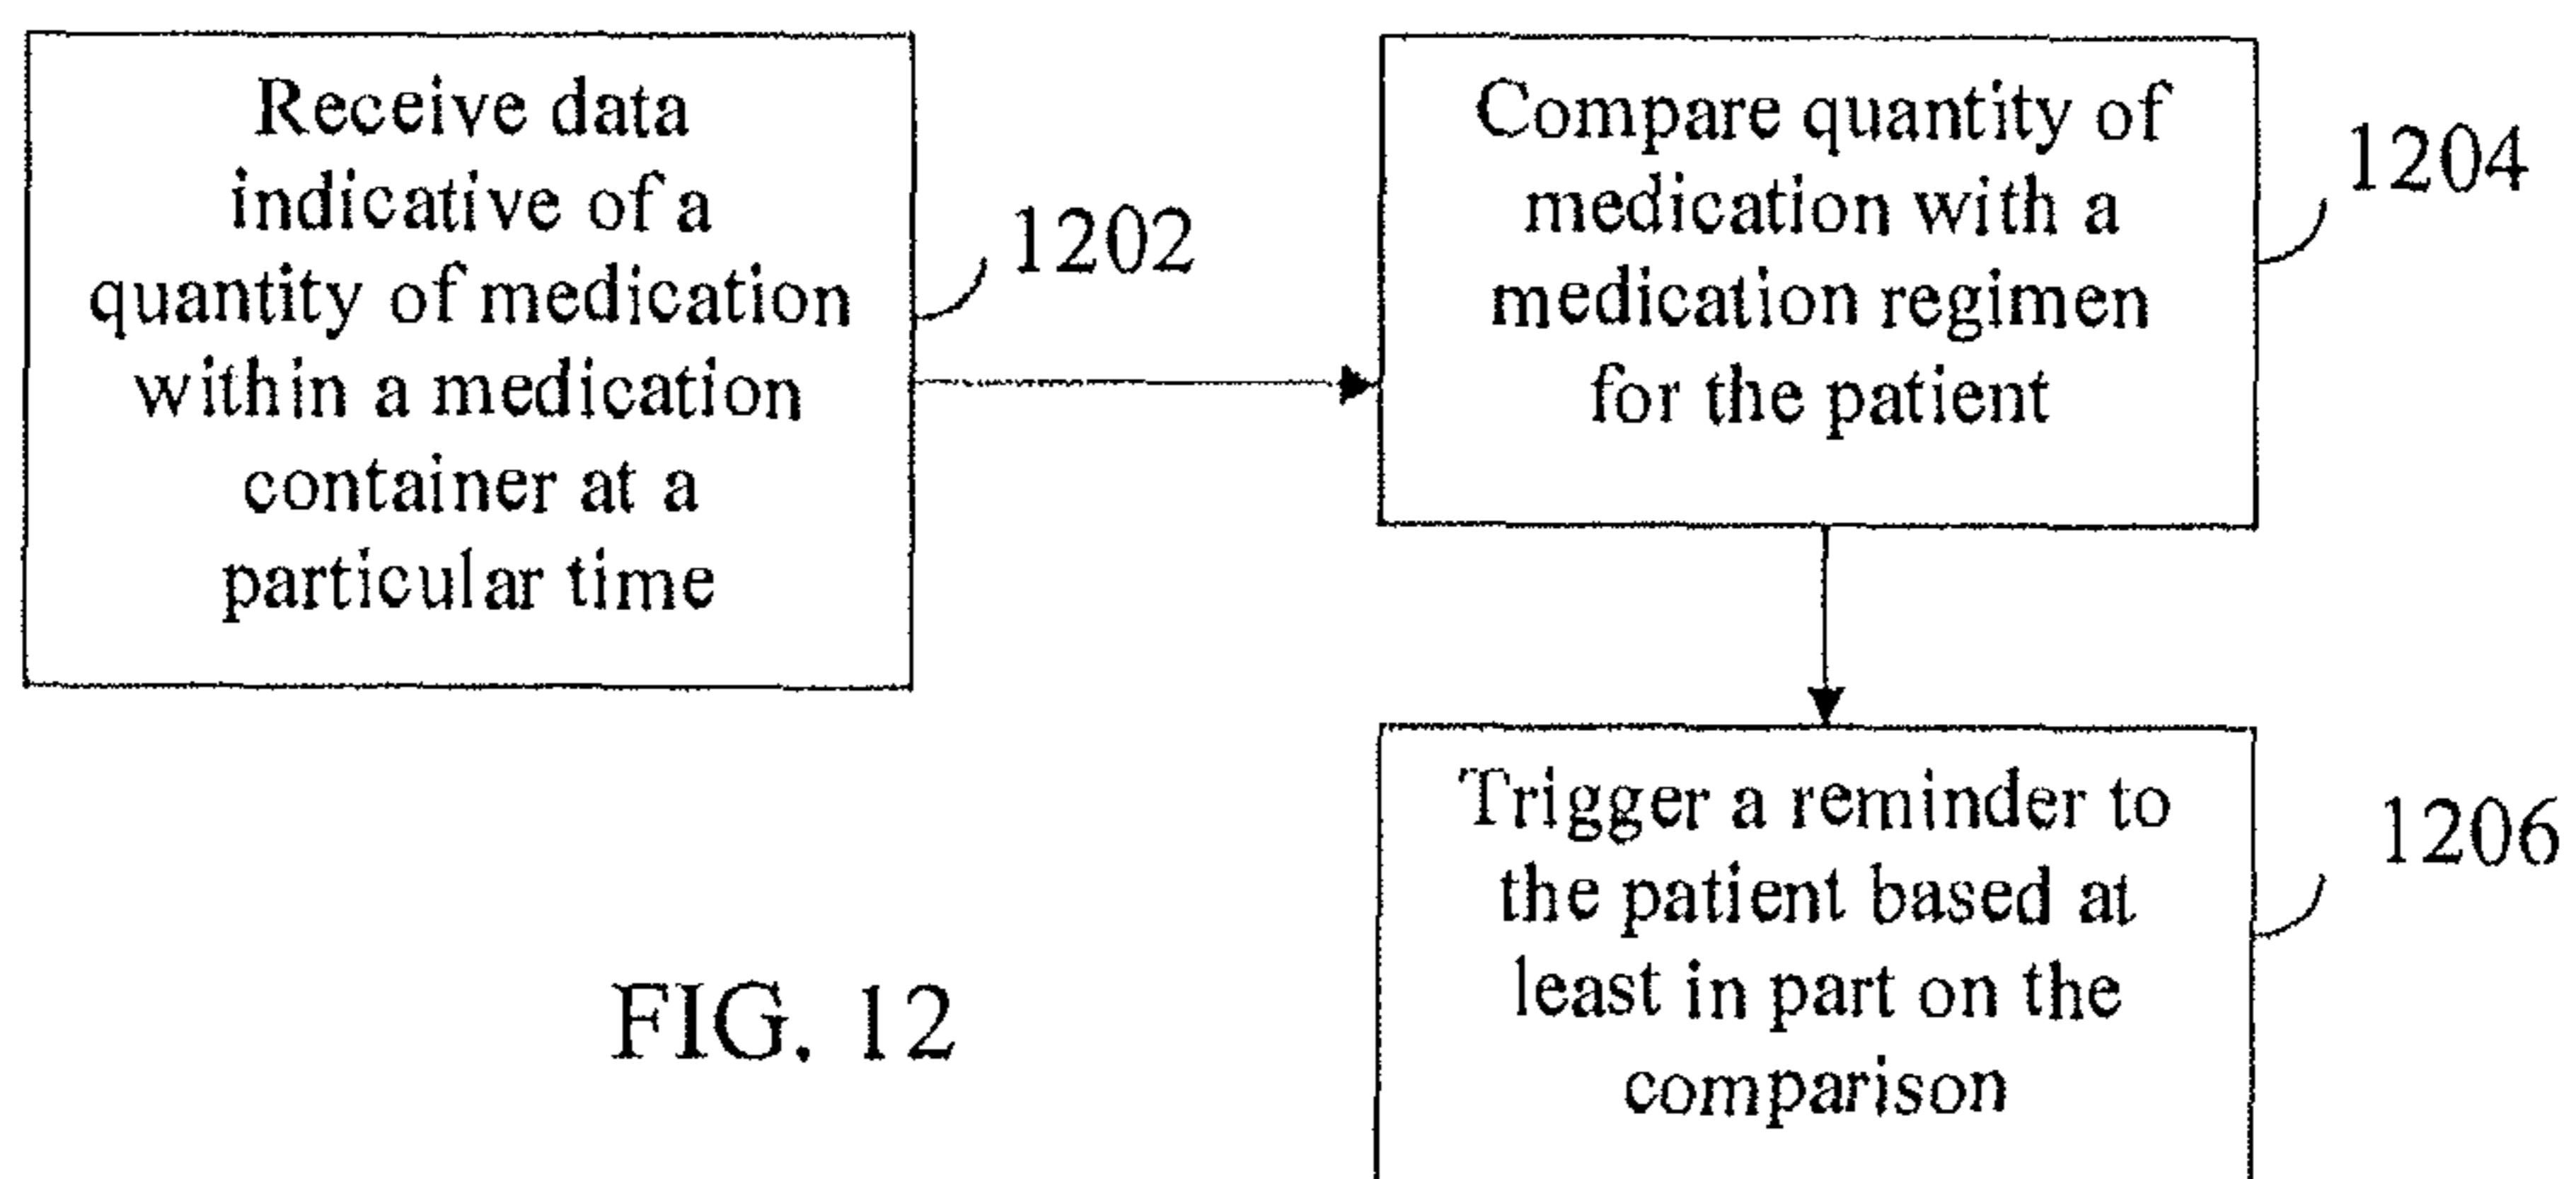 Receive data
indicative of a
quantity of medication
within a medication
container at a
particular time
1202
Compare quantity of
medication with a
medication regimen
for the patient
1204
Trigger a reminder to
the patient based at
least in part on the
comparison
1206
FIG. 12